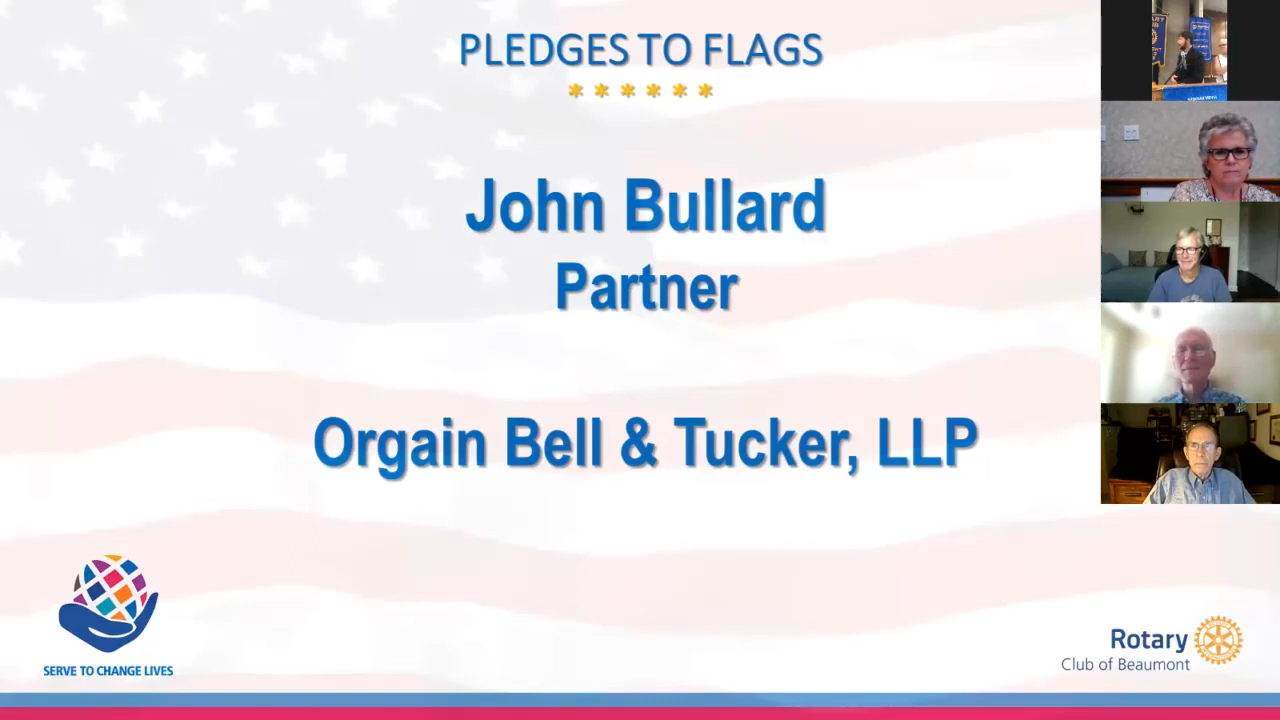 PLEDGES TO FLAGS
******
John Bullard
Partner
Orgain Bell & Tucker, LLP
SERVE TO CHANGE LIVES
Rotary
Club of Beaumont